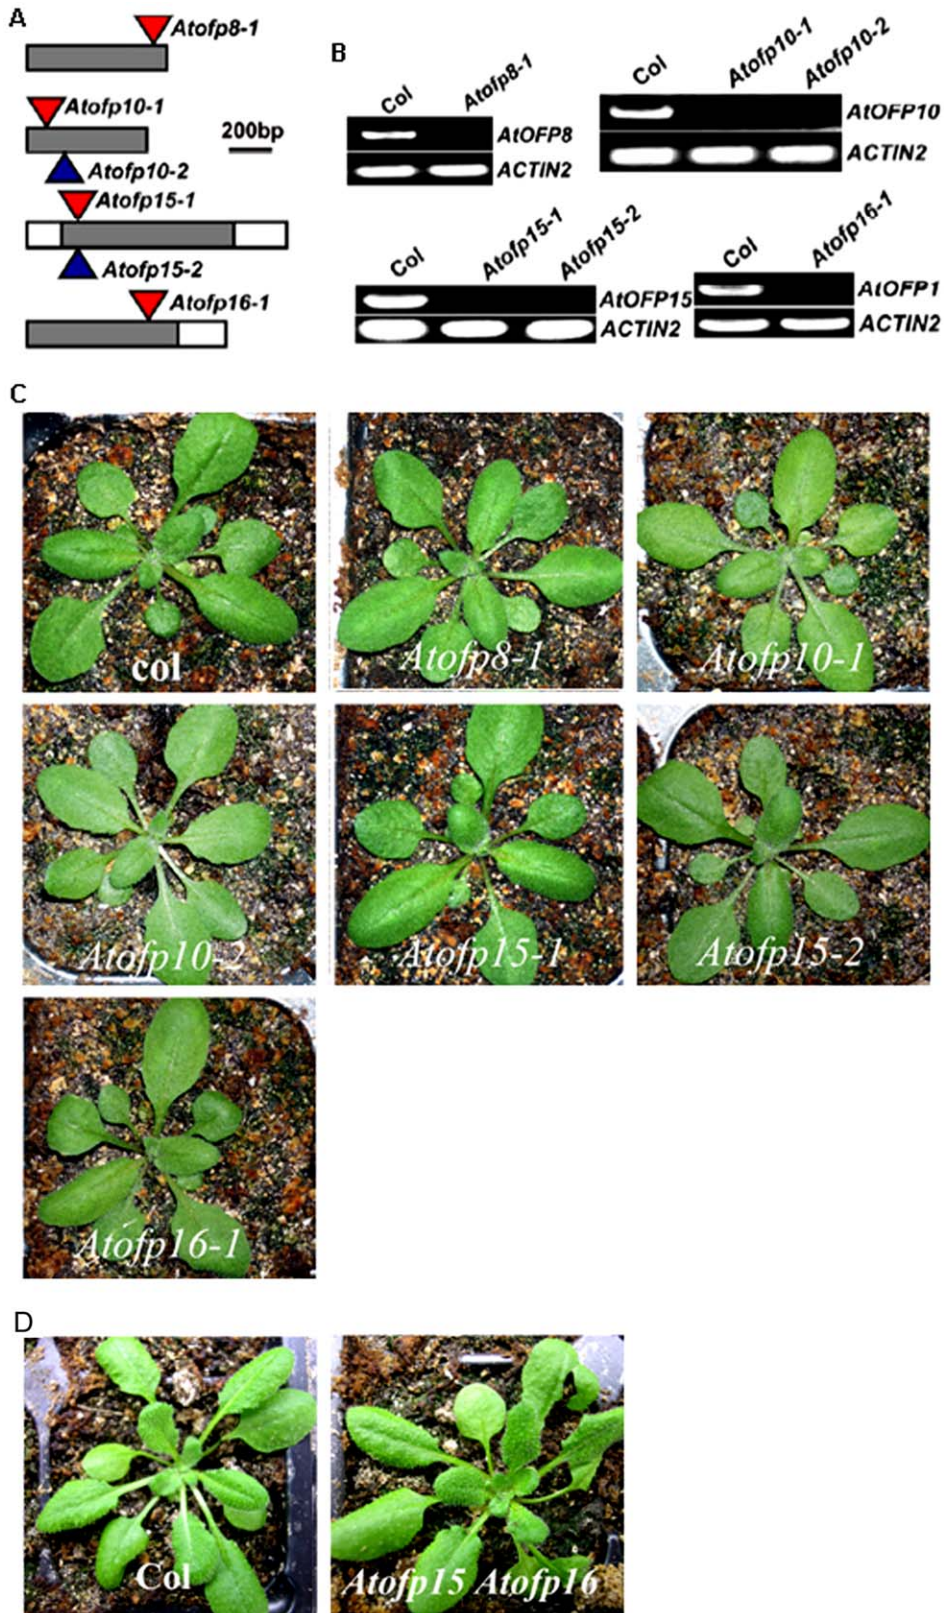 A
Atofp8-1
Atofp10-1
200bp
Atofp10-2
Atofp15-1
Atofp15-2
Atofp16-1
B
Col Atofp8-1
AtOFP8
ACTIN2
Col Atofp10-1 Atofp10-2
AtOFP10
ACTIN2
Col Atofp15-1 Atofp15-2
AtOFP15
ACTIN2
Col Atofp16-1
AtOFP1
ACTIN2
C
col
Atofp8-1
Atofp10-1
Atofp10-2
Atofp15-1
Atofp15-2
Atofp16-1
D
Col
Atofp15 Atofp16